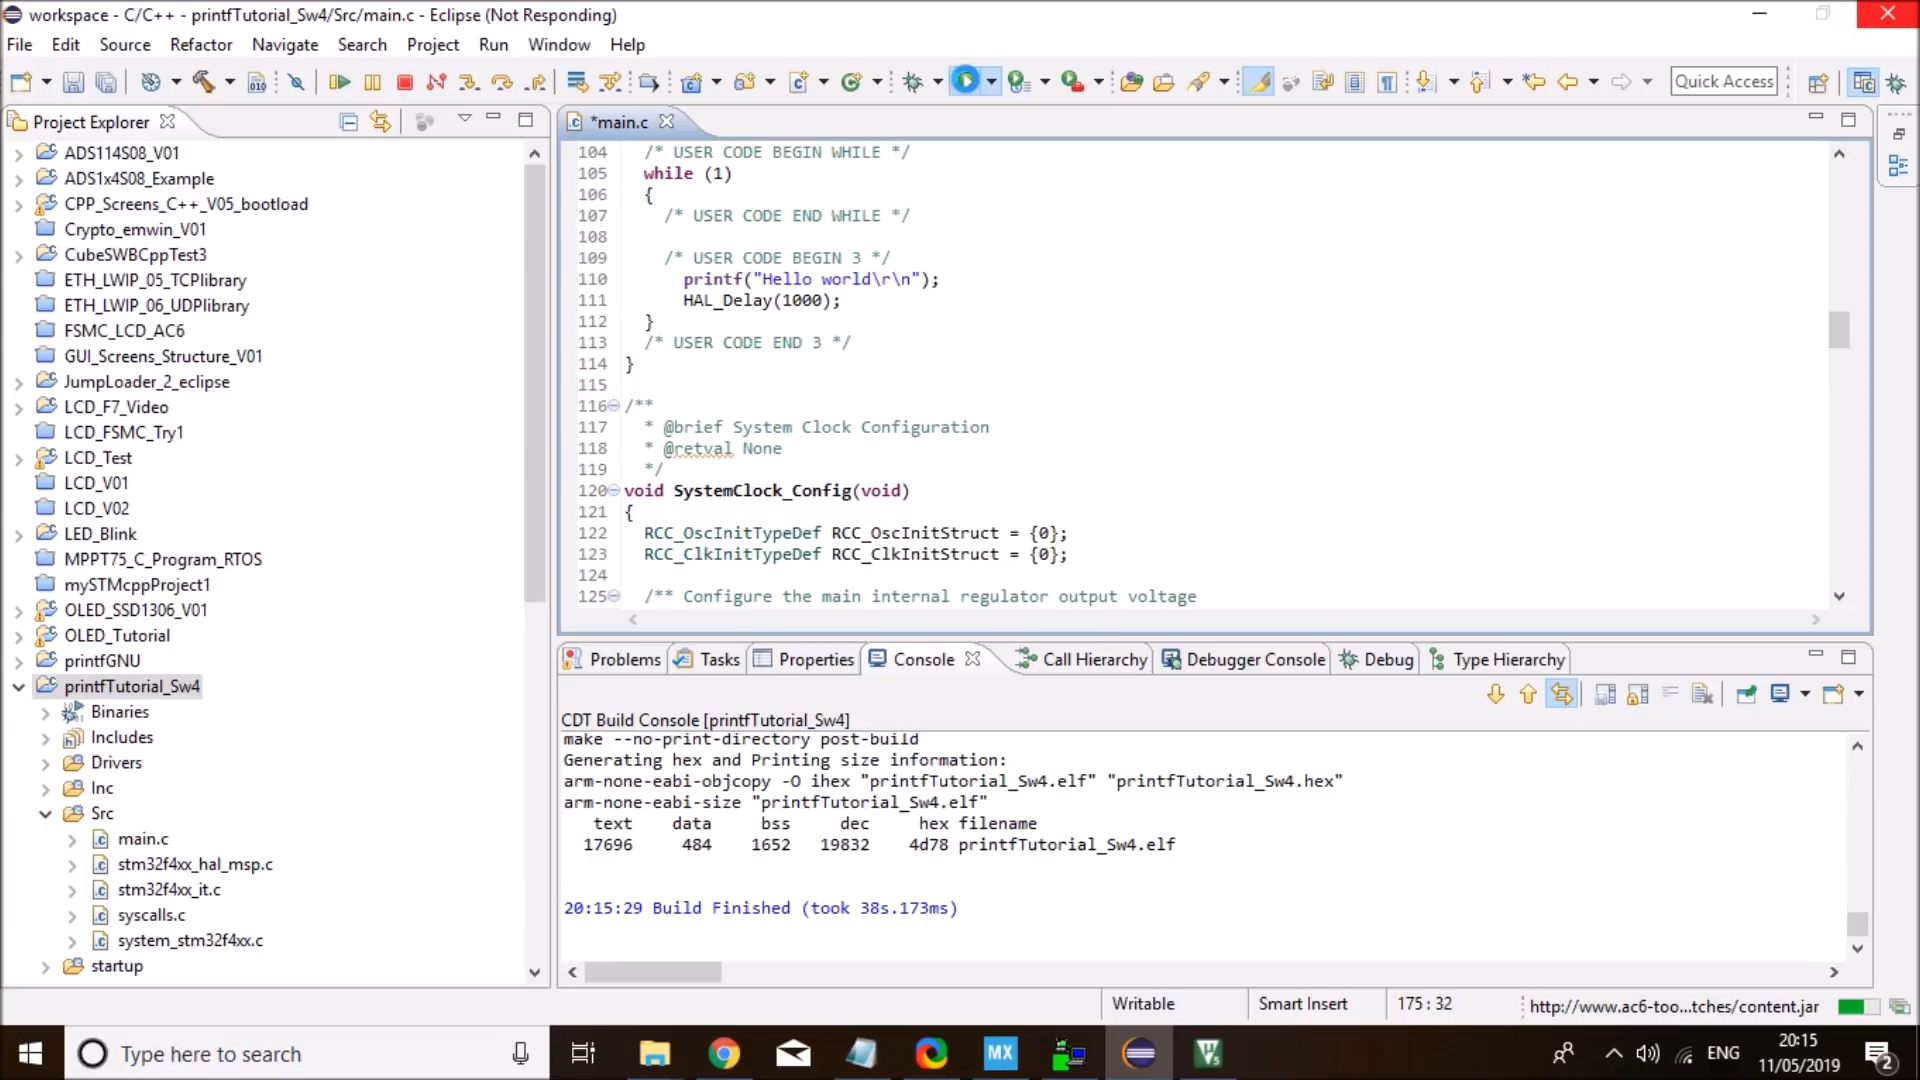 workspace - C/C++ - printfTutorial_Sw4/Src/main.c - Eclipse (Not Responding)
File Edit Source Refactor Navigate Search Project Run Window Help
Quick Access
Project Explorer
ADS114S08_V01
ADS1x4S08_Example
CPP_Screens_C++_V05_bootload
Crypto_emwin_V01
CubeSWBCppTest3
ETH_LWIP_05_TCPlibrary
ETH_LWIP_06_UDPlibrary
FSMC_LCD_AC6
GUI_Screens_Structure_V01
JumpLoader_2_eclipse
LCD_F7_Video
LCD_FSMC_Try1
LCD_Test
LCD_V01
LCD_V02
LED_Blink
MPPT75_C_Program_RTOS
mySTMcppProject1
OLED_SSD1306_V01
OLED_Tutorial
printfGNU
printfTutorial_Sw4
Binaries
Includes
Drivers
Inc
Src
main.c
stm32f4xx_hal_msp.c
stm32f4xx_it.c
syscalls.c
system_stm32f4xx.c
startup
*main.c
104 /* USER CODE BEGIN WHILE */
105 while (1)
106 {
107 /* USER CODE END WHILE */
108
109 /* USER CODE BEGIN 3 */
110 printf("Hello world\r\n");
111 HAL_Delay(1000);
112 }
113 /* USER CODE END 3 */
114 }
115
116 /**
117 * @brief System Clock Configuration
118 * @retval None
119 */
120 void SystemClock_Config(void)
121 {
122 RCC_OscInitTypeDef RCC_OscInitStruct = {0};
123 RCC_ClkInitTypeDef RCC_ClkInitStruct = {0};
124
125 /** Configure the main internal regulator output voltage
Problems Tasks Properties Console Call Hierarchy Debugger Console Debug Type Hierarchy
CDT Build Console [printfTutorial_Sw4]
make --no-print-directory post-build
Generating hex and Printing size information:
arm-none-eabi-objcopy -O ihex "printfTutorial_Sw4.elf" "printfTutorial_Sw4.hex"
arm-none-eabi-size "printfTutorial_Sw4.elf"
text data bss dec hex filename
17696 484 1652 19832 4d78 printfTutorial_Sw4.elf
20:15:29 Build Finished (took 38s.173ms)
Writable Smart Insert 175 : 32 http://www.ac6-too...tches/content.jar
Type here to search
MX
ENG
20:15
11/05/2019
2